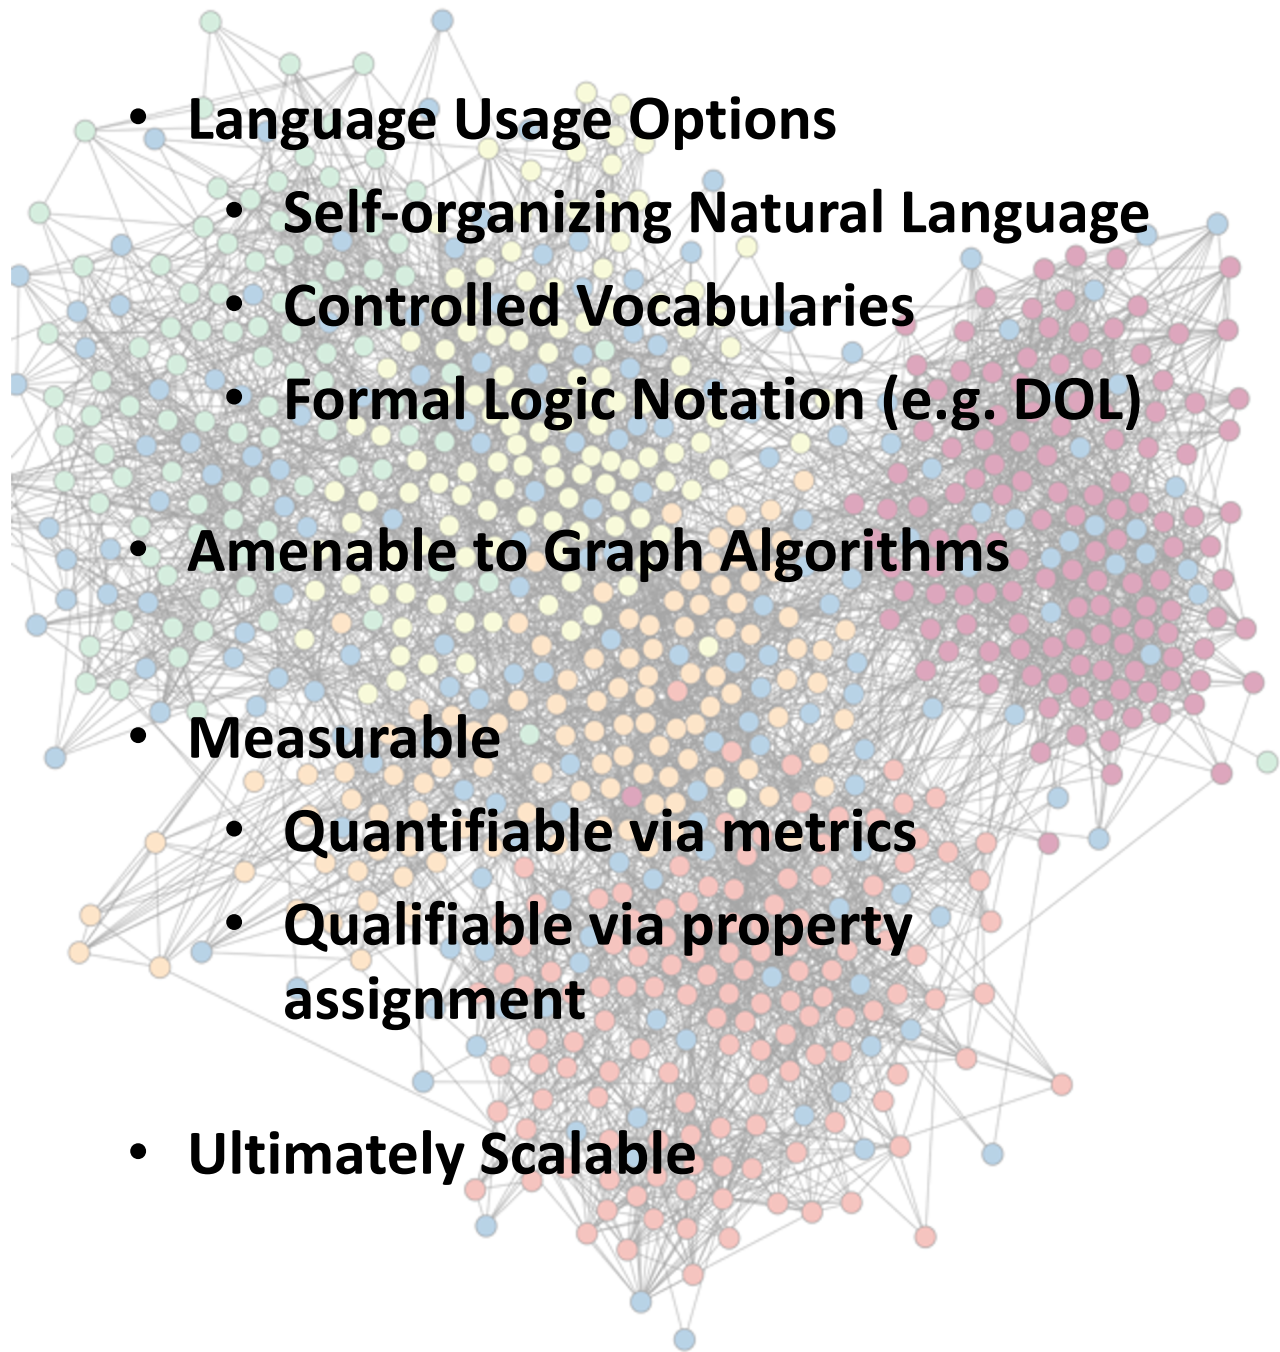 • Language Usage Options
• Self-organizing Natural Language
• Controlled Vocabularies
• Formal Logic Notation (e.g. DOL)
• Amenable to Graph Algorithms
• Measurable
• Quantifiable via metrics
• Qualifiable via property
assignment
• Ultimately Scalable